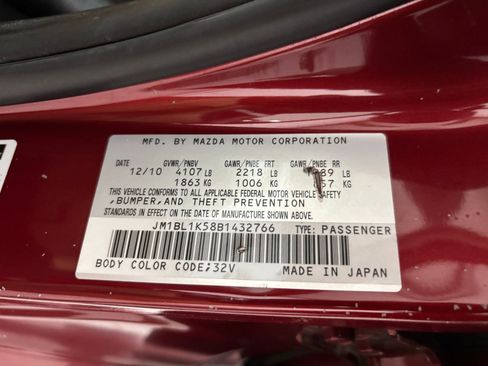 MFD. BY MAZDA MOTOR CORPORATION
DATE GVWR/PNBV GAWR/PNBE FRT GAWR/PNBE RR
12/10 4107 LB 2218 LB LB
1863 KG 1006 KG KG
THIS VEHICLE CONFORMS TO ALL APPLICABLE FEDERAL MOTOR VEHICLE SAFETY
,BUMPER,AND THEFT PREVENTION
STANDARDS IN EFFECT ON THE DATE OF MANUFACTURE SHOWN ABOVE.
JM1BL1K58B1432766 TYPE: PASSENGER
BODY COLOR CODE;32V MADE IN JAPAN